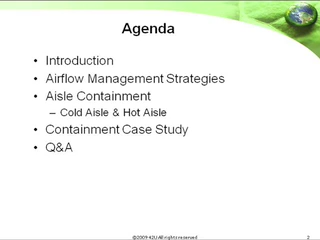 Agenda
• Introduction
• Airflow Management Strategies
• Aisle Containment
– Cold Aisle & Hot Aisle
• Containment Case Study
• Q&A
©2009 42U All rights reserved
2